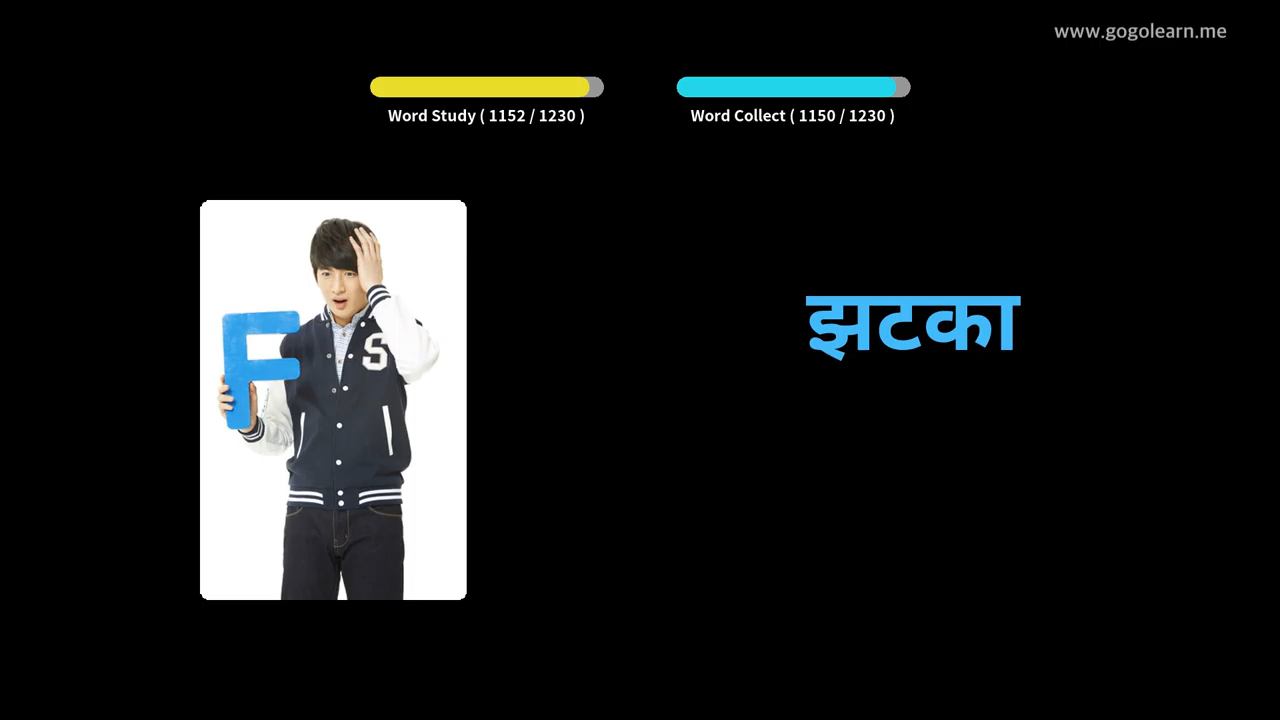 www.gogolearn.me
Word Study ( 1152 / 1230 )
Word Collect ( 1150 / 1230 )
F
S
झटका